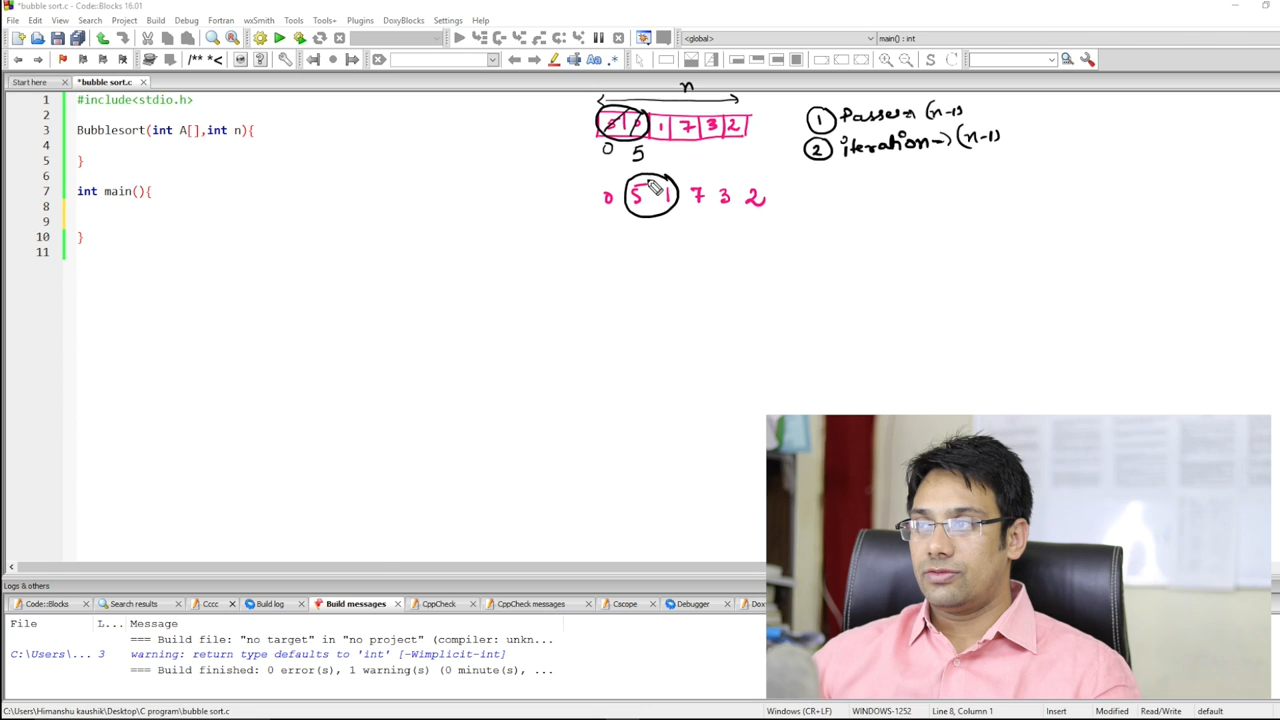 *bubble sort.c - Code::Blocks 16.01
File Edit View Search Project Build Debug Fortran wxSmith Tools Tools+ Plugins DoxyBlocks Settings Help
<global> main() : int
/** *<
Aa
.*
S
C
Start here *bubble sort.c
1 #include<stdio.h>
2
3 Bubblesort(int A[],int n){
4
5 }
6
7 int main(){
8
9
10 }
11
n
5 0 1 7 3 2
0 5
0 5 1 7 3 2
1 Passes (n-1)
2 iteration → (n-1)
Logs & others
Code::Blocks Search results Cccc Build log Build messages CppCheck CppCheck messages Cscope Debugger Dox
File L... Message
=== Build file: "no target" in "no project" (compiler: unkn...
C:\Users\... 3 warning: return type defaults to 'int' [-Wimplicit-int]
=== Build finished: 0 error(s), 1 warning(s) (0 minute(s), ...
C:\Users\Himanshu kaushik\Desktop\C program\bubble sort.c Windows (CR+LF) WINDOWS-1252 Line 8, Column 1 Insert Modified Read/Write default